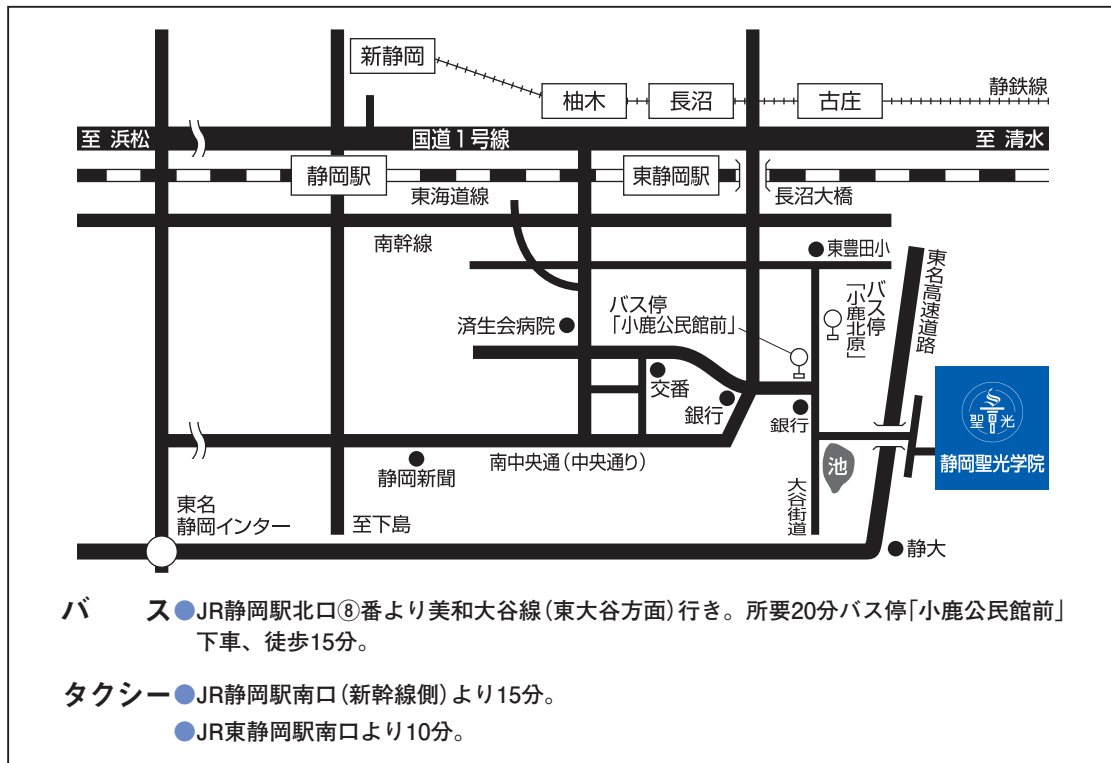 新静岡
柚木
長沼
古庄
静鉄線
至 浜松
国道1号線
至 清水
静岡駅
東静岡駅
東海道線
長沼大橋
南幹線
東豊田小
東名高速道路
バス停
「小鹿北原」
バス停
「小鹿公民館前」
済生会病院
交番
銀行
銀行
聖光
静岡聖光学院
池
南中央通(中央通り)
静岡新聞
大谷街道
東名
静岡インター
至下島
静大
バス●JR静岡駅北口⑧番より美和大谷線(東大谷方面)行き。所要20分バス停「小鹿公民館前」
下車、徒歩15分。
タクシー●JR静岡駅南口(新幹線側)より15分。
●JR東静岡駅南口より10分。